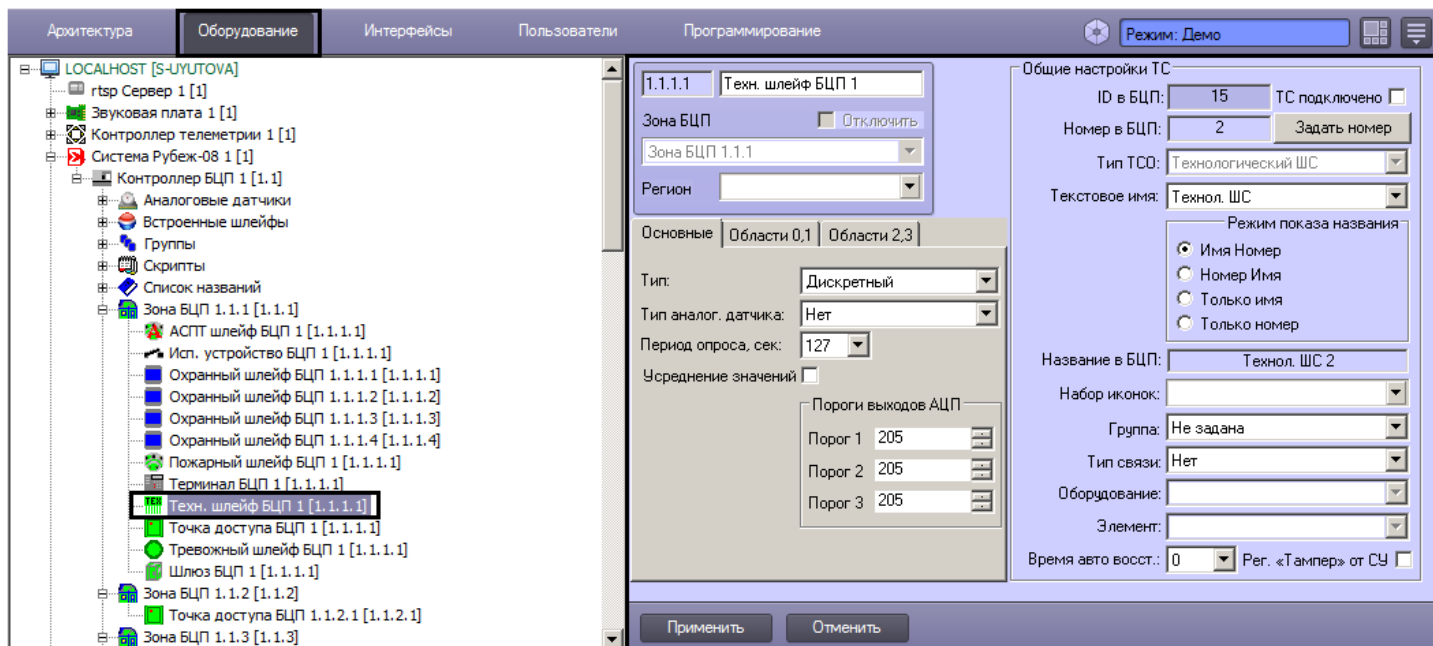 Архитектура Оборудование Интерфейсы Пользователи Программирование Режим: Демо
LOCALHOST [S-UYUTOVA]
rtsp Сервер 1 [1]
Звуковая плата 1 [1]
Контроллер телеметрии 1 [1]
Система Рубеж-08 1 [1]
Контроллер БЦП 1 [1.1]
Аналоговые датчики
Встроенные шлейфы
Группы
Скрипты
Список названий
Зона БЦП 1.1.1 [1.1.1]
АСПТ шлейф БЦП 1 [1.1.1.1]
Исп. устройство БЦП 1 [1.1.1.1]
Охранный шлейф БЦП 1.1.1.1 [1.1.1.1]
Охранный шлейф БЦП 1.1.1.2 [1.1.1.2]
Охранный шлейф БЦП 1.1.1.3 [1.1.1.3]
Охранный шлейф БЦП 1.1.1.4 [1.1.1.4]
Пожарный шлейф БЦП 1 [1.1.1.1]
Терминал БЦП 1 [1.1.1.1]
ТЕХ Техн. шлейф БЦП 1 [1.1.1.1]
Точка доступа БЦП 1 [1.1.1.1]
Тревожный шлейф БЦП 1 [1.1.1.1]
Шлюз БЦП 1 [1.1.1.1]
Зона БЦП 1.1.2 [1.1.2]
Точка доступа БЦП 1.1.2.1 [1.1.2.1]
Зона БЦП 1.1.3 [1.1.3]
1.1.1.1 Техн. шлейф БЦП 1
Зона БЦП Отключить
Зона БЦП 1.1.1
Регион
Основные Области 0,1 Области 2,3
Тип: Дискретный
Тип аналог. датчика: Нет
Период опроса, сек: 127
Усреднение значений
Пороги выходов АЦП
Порог 1 205
Порог 2 205
Порог 3 205
Общие настройки ТС
ID в БЦП: 15 ТС подключено
Номер в БЦП: 2 Задать номер
Тип ТСО: Технологический ШС
Текстовое имя: Технол. ШС
Режим показа названия
Имя Номер
Номер Имя
Только имя
Только номер
Название в БЦП: Технол. ШС 2
Набор иконок:
Группа: Не задана
Тип связи: Нет
Оборудование:
Элемент:
Время авто восст.: 0 Рег. «Тампер» от СУ
Применить Отменить